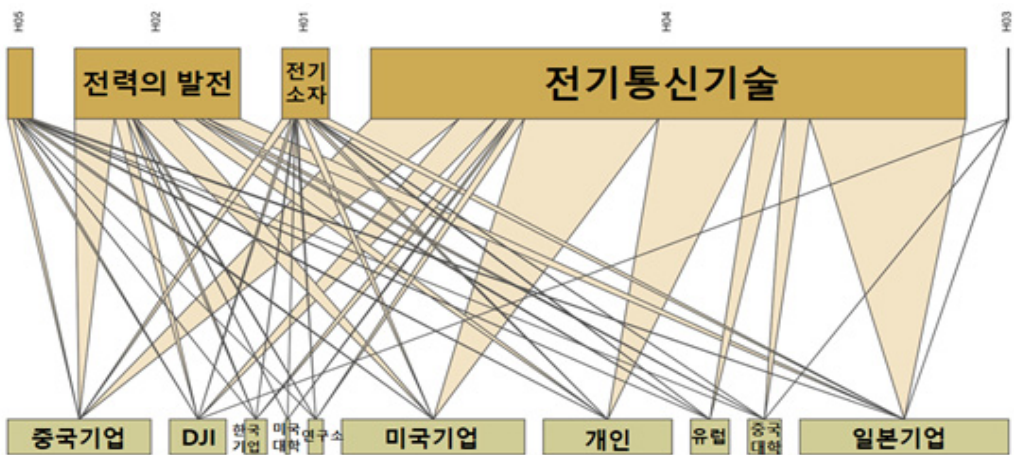 H05
H02
H01
H04
H03
전력의 발전
전기
소자
전기통신기술
중국기업
DJI
한국
기업
미국
대학
연구소
미국기업
개인
유럽
중국
대학
일본기업